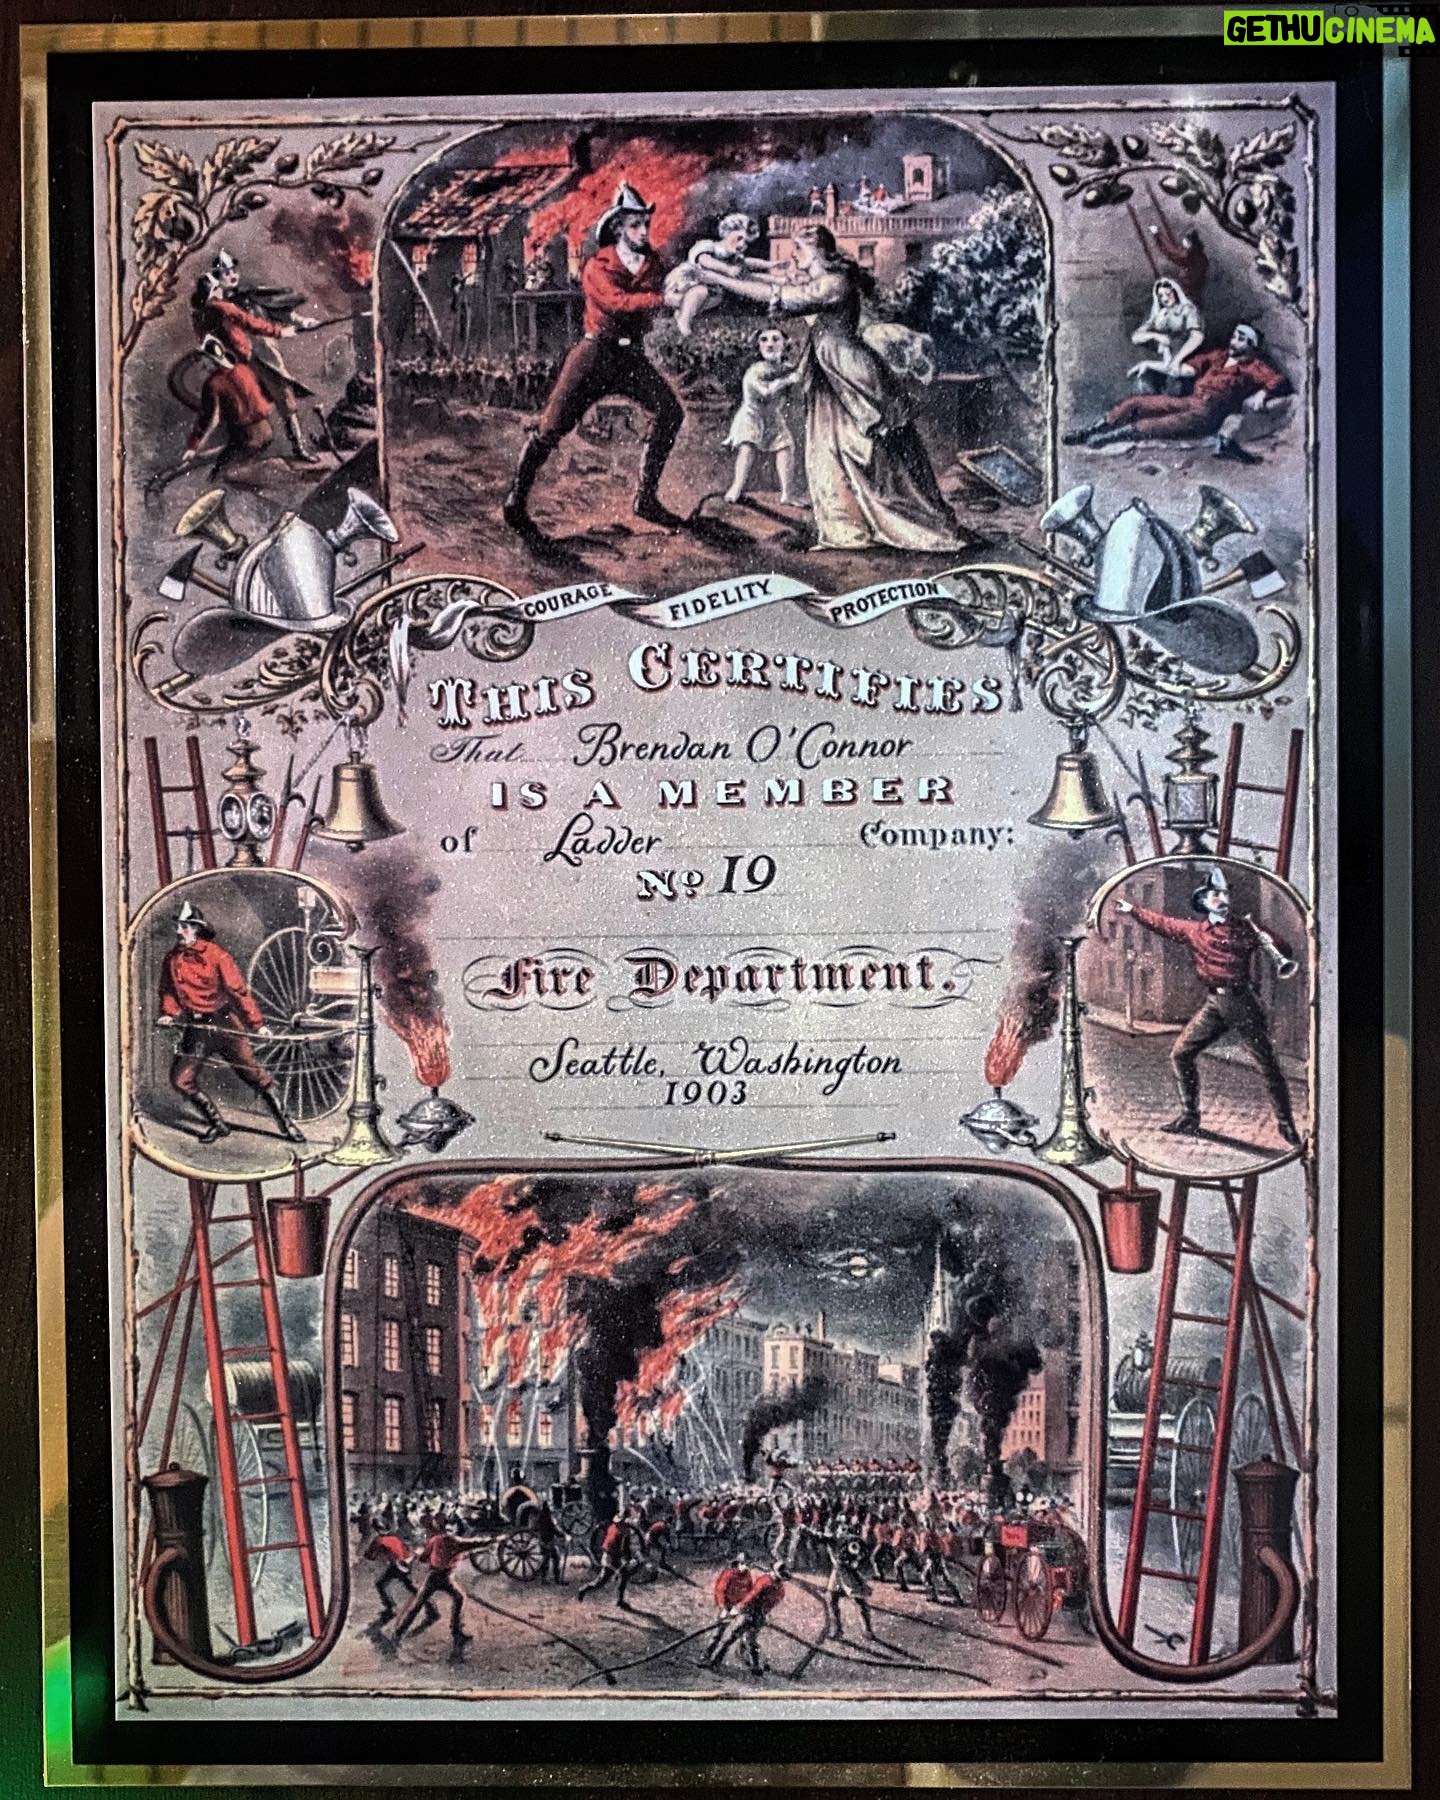 GETHUCINEMA
COURAGE FIDELITY PROTECTION
THIS CERTIFIES
That Brendan O'Connor
IS A MEMBER
of Ladder Company:
No 19
Fire Department.
Seattle, Washington
1903